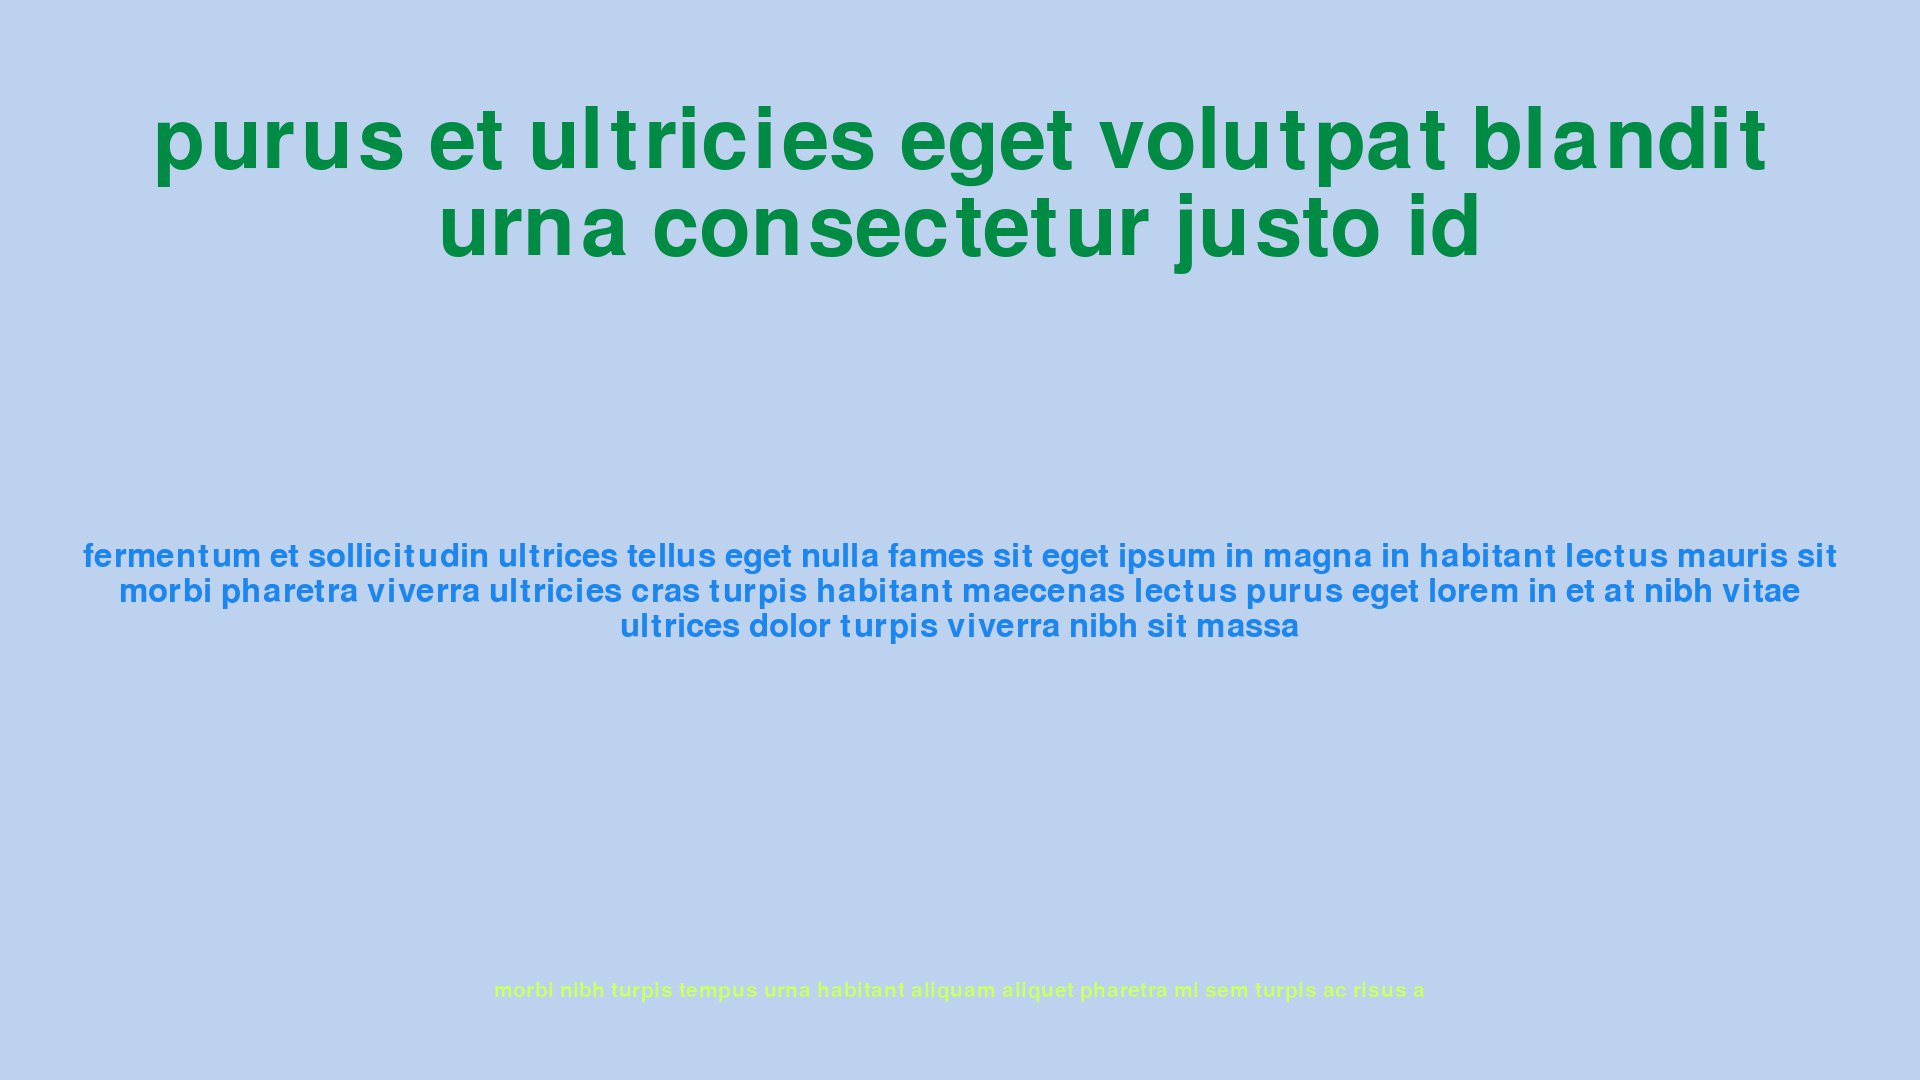 purus et ultricies eget volutpat blandit
urna consectetur justo id
fermentum et sollicitudin ultrices tellus eget nulla fames sit eget ipsum in magna in habitant lectus mauris sit
morbi pharetra viverra ultricies cras turpis habitant maecenas lectus purus eget lorem in et at nibh vitae
ultrices dolor turpis viverra nibh sit massa
morbi nibh turpis tempus urna habitant aliquam aliquet pharetra mi sem turpis ac risus a